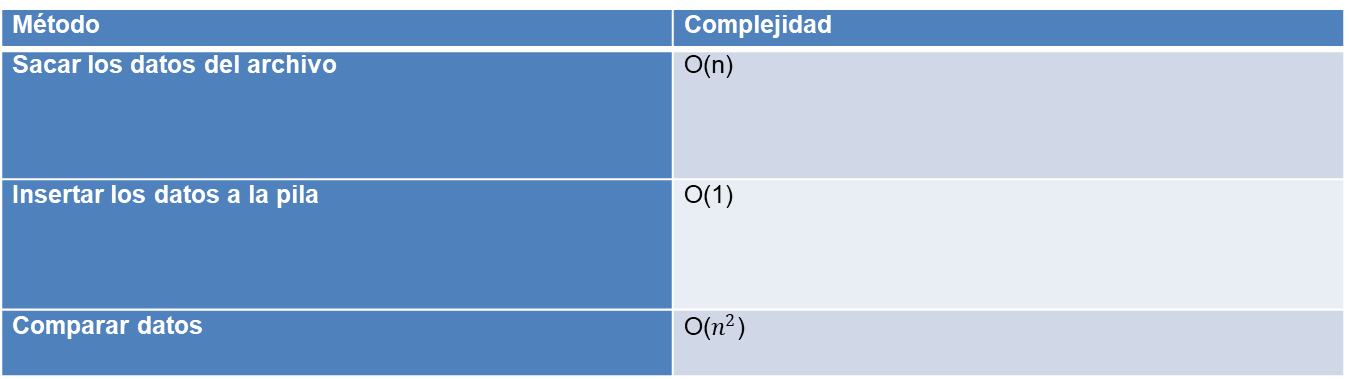 Método Complejidad
Sacar los datos del archivo O(n)
Insertar los datos a la pila O(1)
Comparar datos O(n²)